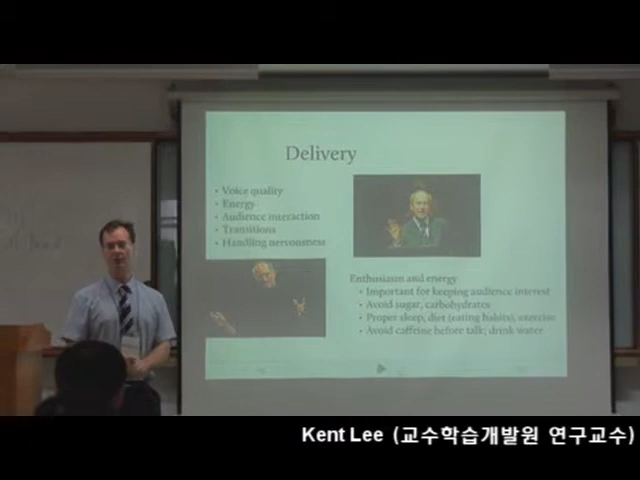 Delivery
• Voice quality
• Energy
• Audience interaction
• Transitions
• Handling nervousness
Enthusiasm and energy
• Important for keeping audience interest
• Avoid sugar, carbohydrates
• Proper sleep, diet (eating habits), exercise
• Avoid caffeine before talk; drink water
Kent Lee (교수학습개발원 연구교수)